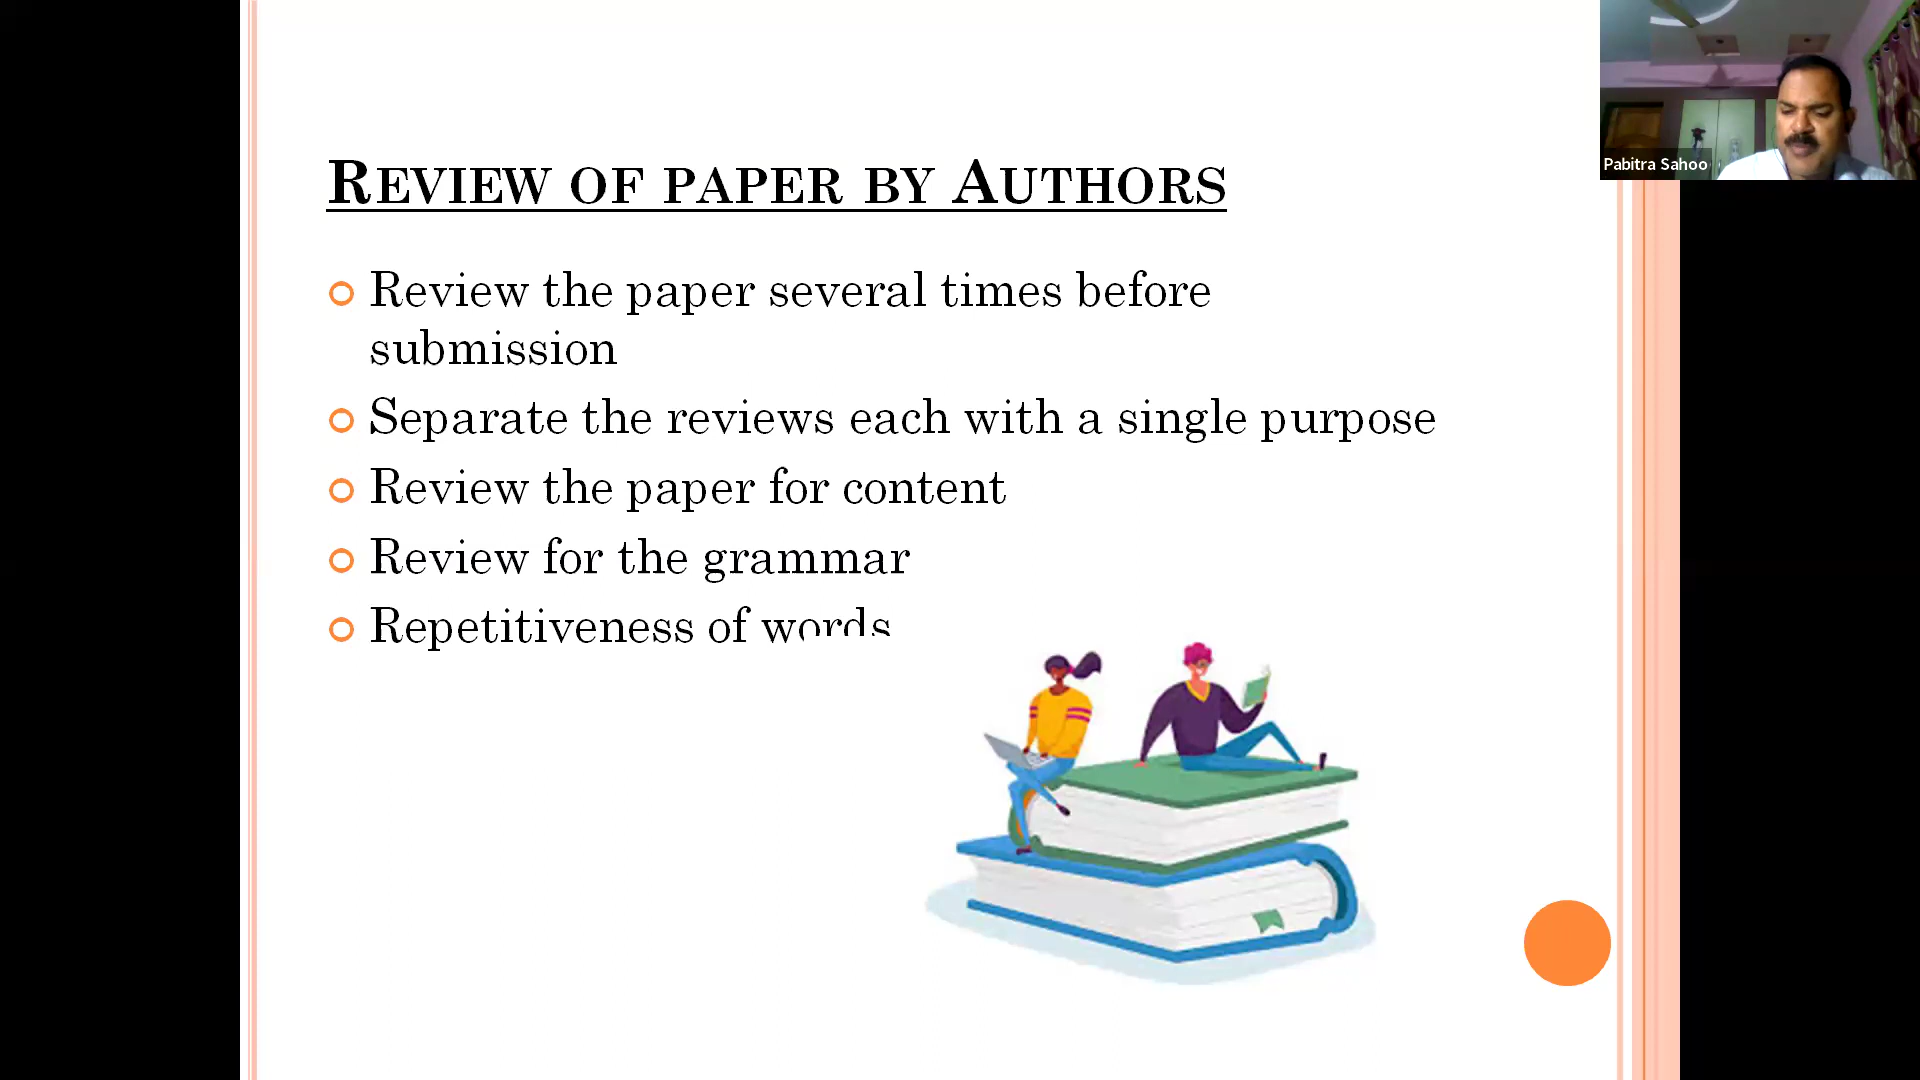 REVIEW OF PAPER BY AUTHORS
Review the paper several times before
submission
Separate the reviews each with a single purpose
Review the paper for content
Review for the grammar
Repetitiveness of words
Pabitra Sahoo